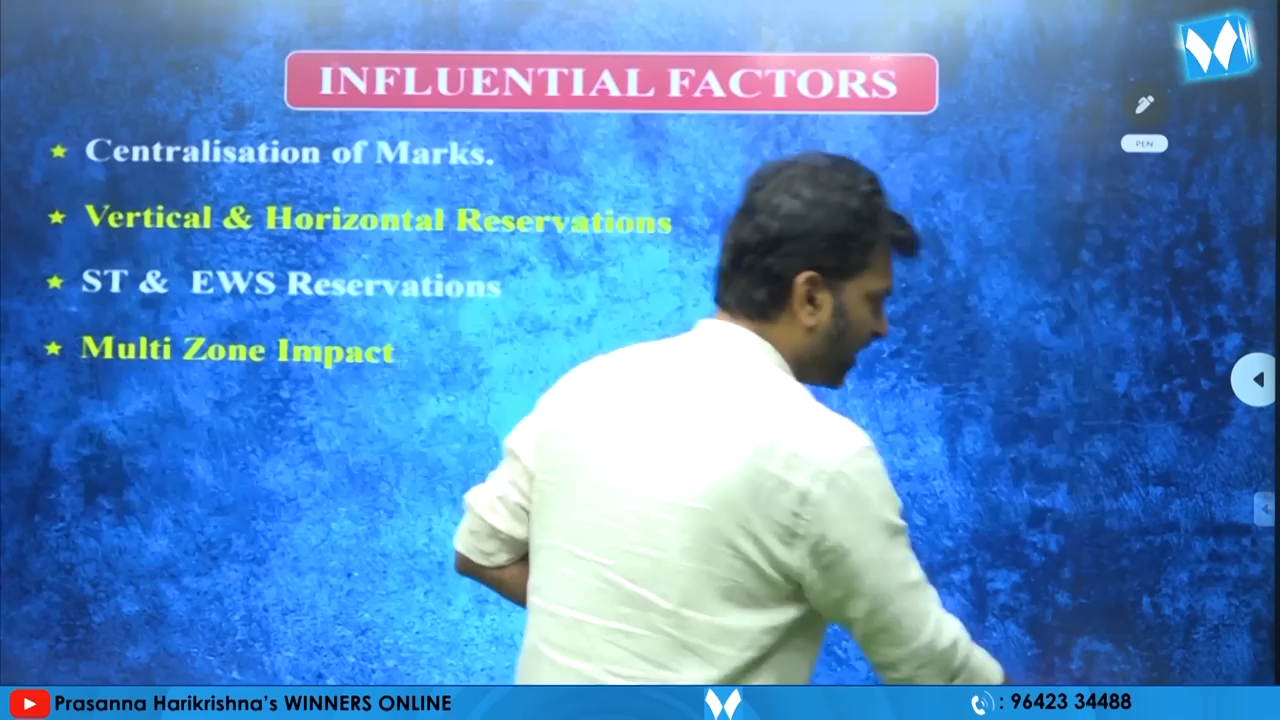 INFLUENTIAL FACTORS
Centralisation of Marks.
Vertical & Horizontal Reservations
ST & EWS Reservations
Multi Zone Impact
PEN
Prasanna Harikrishna's WINNERS ONLINE
: 96423 34488